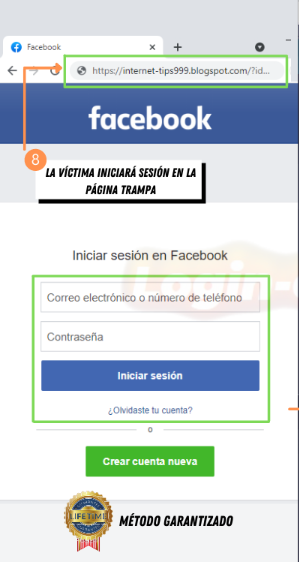 Facebook
https://internet-tips999.blogspot.com/?id...
facebook
8
LA VÍCTIMA INICIARÁ SESIÓN EN LA
PÁGINA TRAMPA
Iniciar sesión en Facebook
Correo electrónico o número de teléfono
Contraseña
Iniciar sesión
¿Olvidaste tu cuenta?
o
Crear cuenta nueva
LIFETIME
MÉTODO GARANTIZADO